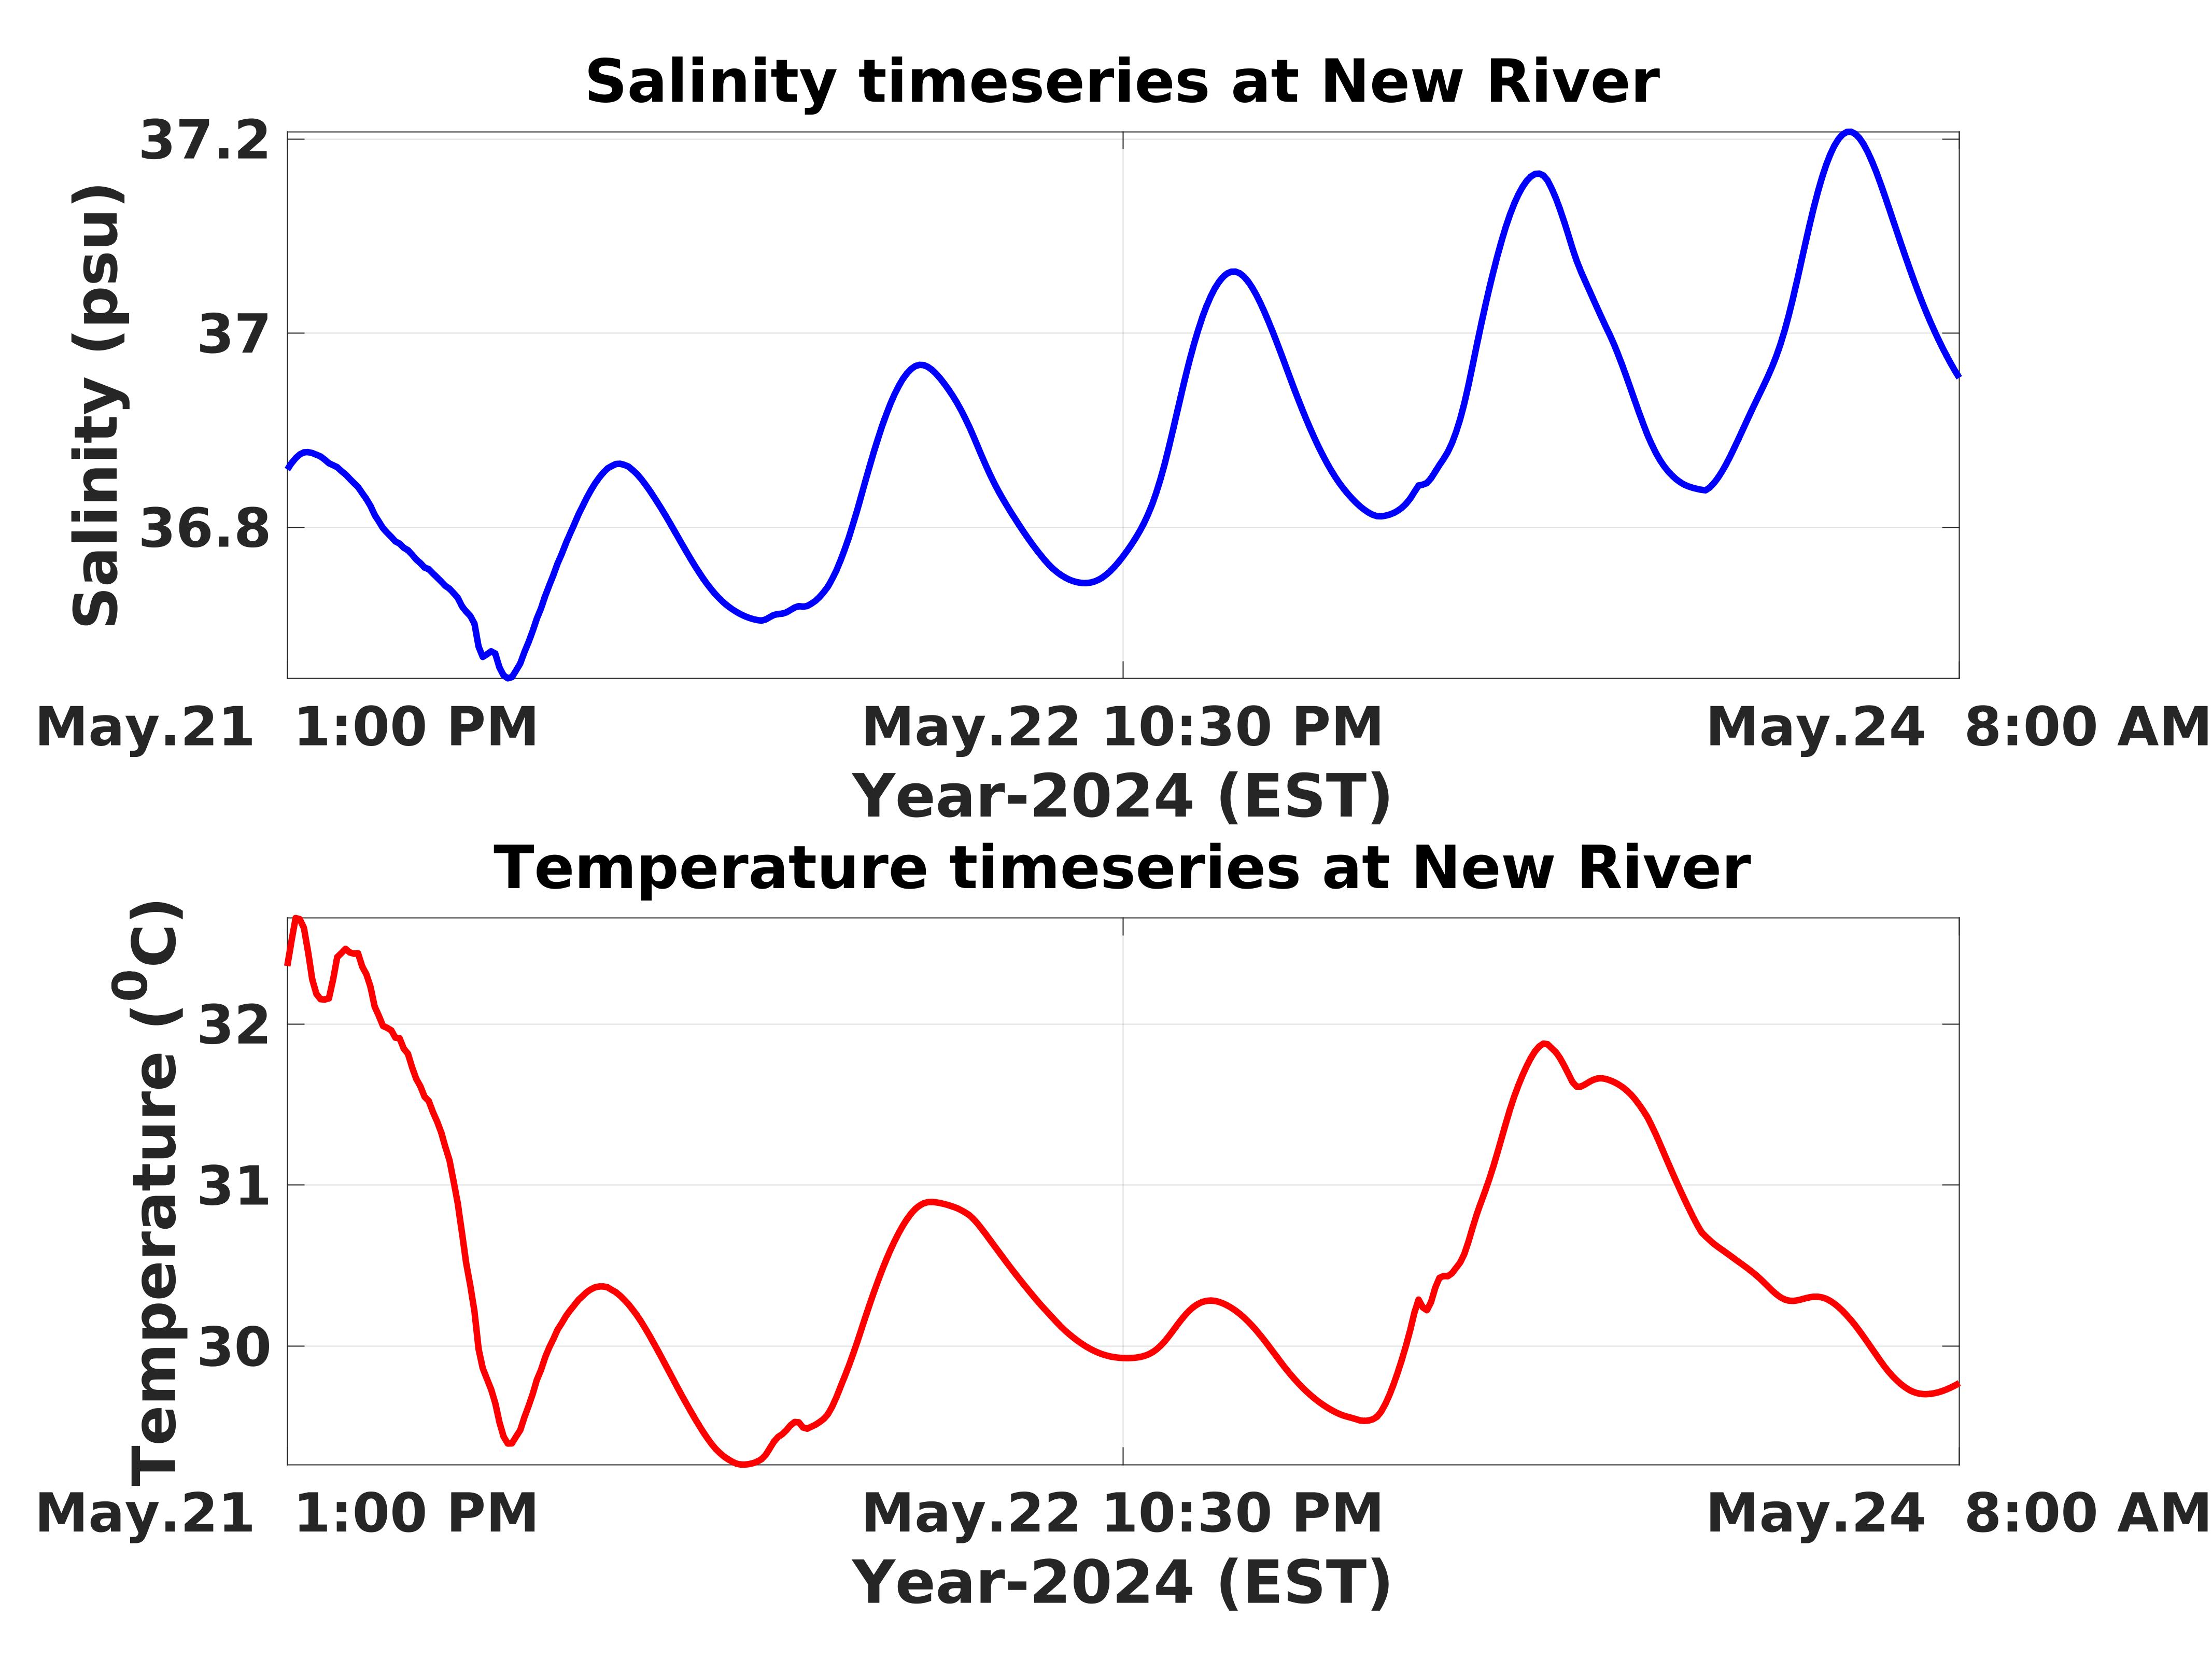 Salinity timeseries at New River
Salinity (psu)
37.2
37
36.8
May.21  1:00 PM
May.22 10:30 PM
May.24  8:00 AM
Year-2024 (EST)
Temperature timeseries at New River
Temperature (⁰C)
32
31
30
May.21  1:00 PM
May.22 10:30 PM
May.24  8:00 AM
Year-2024 (EST)